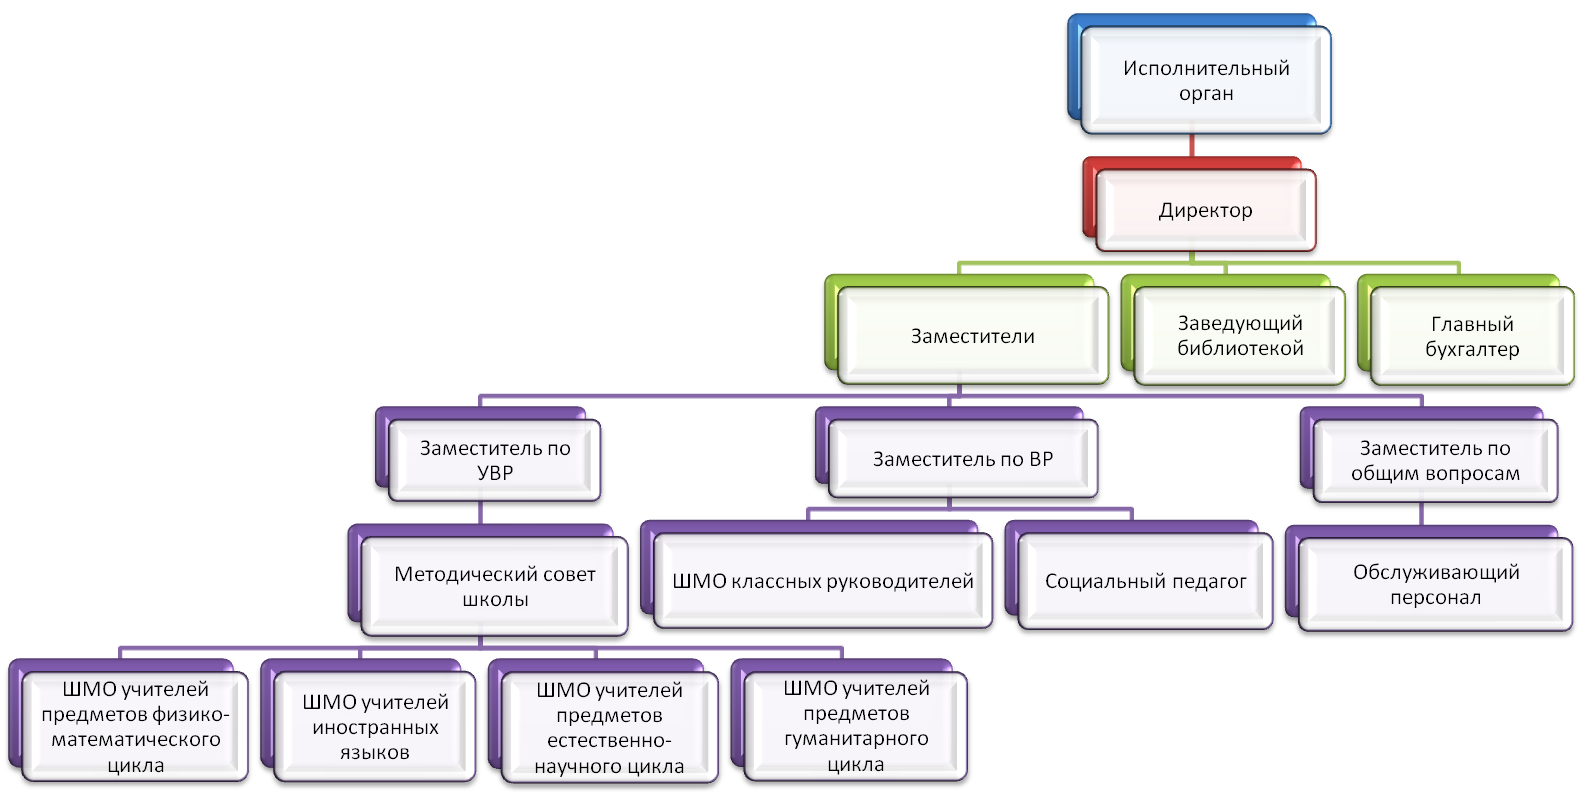 Исполнительный
орган
Директор
Заместители
Заведующий
библиотекой
Главный
бухгалтер
Заместитель по
УВР
Заместитель по ВР
Заместитель по
общим вопросам
Методический совет
школы
ШМО классных руководителей
Социальный педагог
Обслуживающий
персонал
ШМО учителей
предметов физико-
математического
цикла
ШМО учителей
иностранных
языков
ШМО учителей
предметов
естественно-
научного цикла
ШМО учителей
предметов
гуманитарного
цикла